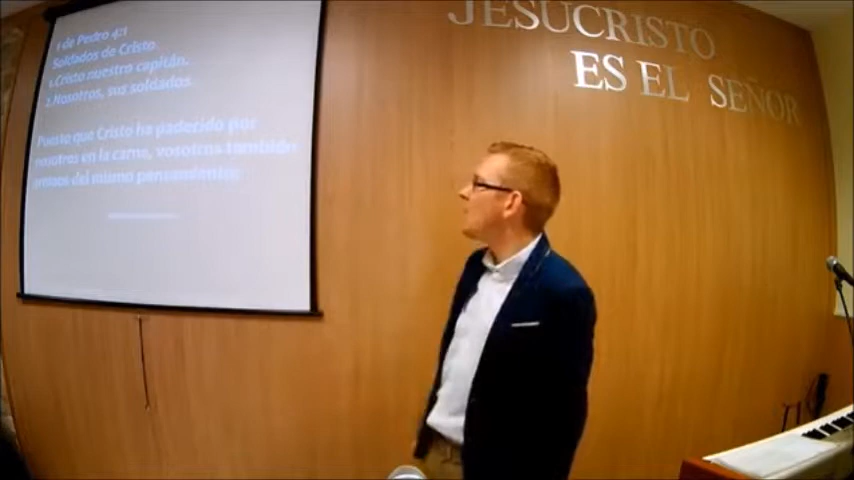 1 de Pedro 4:1
Soldados de Cristo
1.Cristo nuestro capitán.
2.Nosotros, sus soldados.
Puesto que Cristo ha padecido por
nosotros en la carne, vosotros también
armaos del mismo pensamiento
JESUCRISTO
ES EL SEÑOR